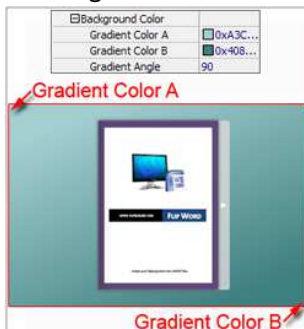 Background Color
Gradient Color A 0xA3C...
Gradient Color B 0x408...
Gradient Angle 90
Gradient Color A
FLIP WORD
Gradient Color B